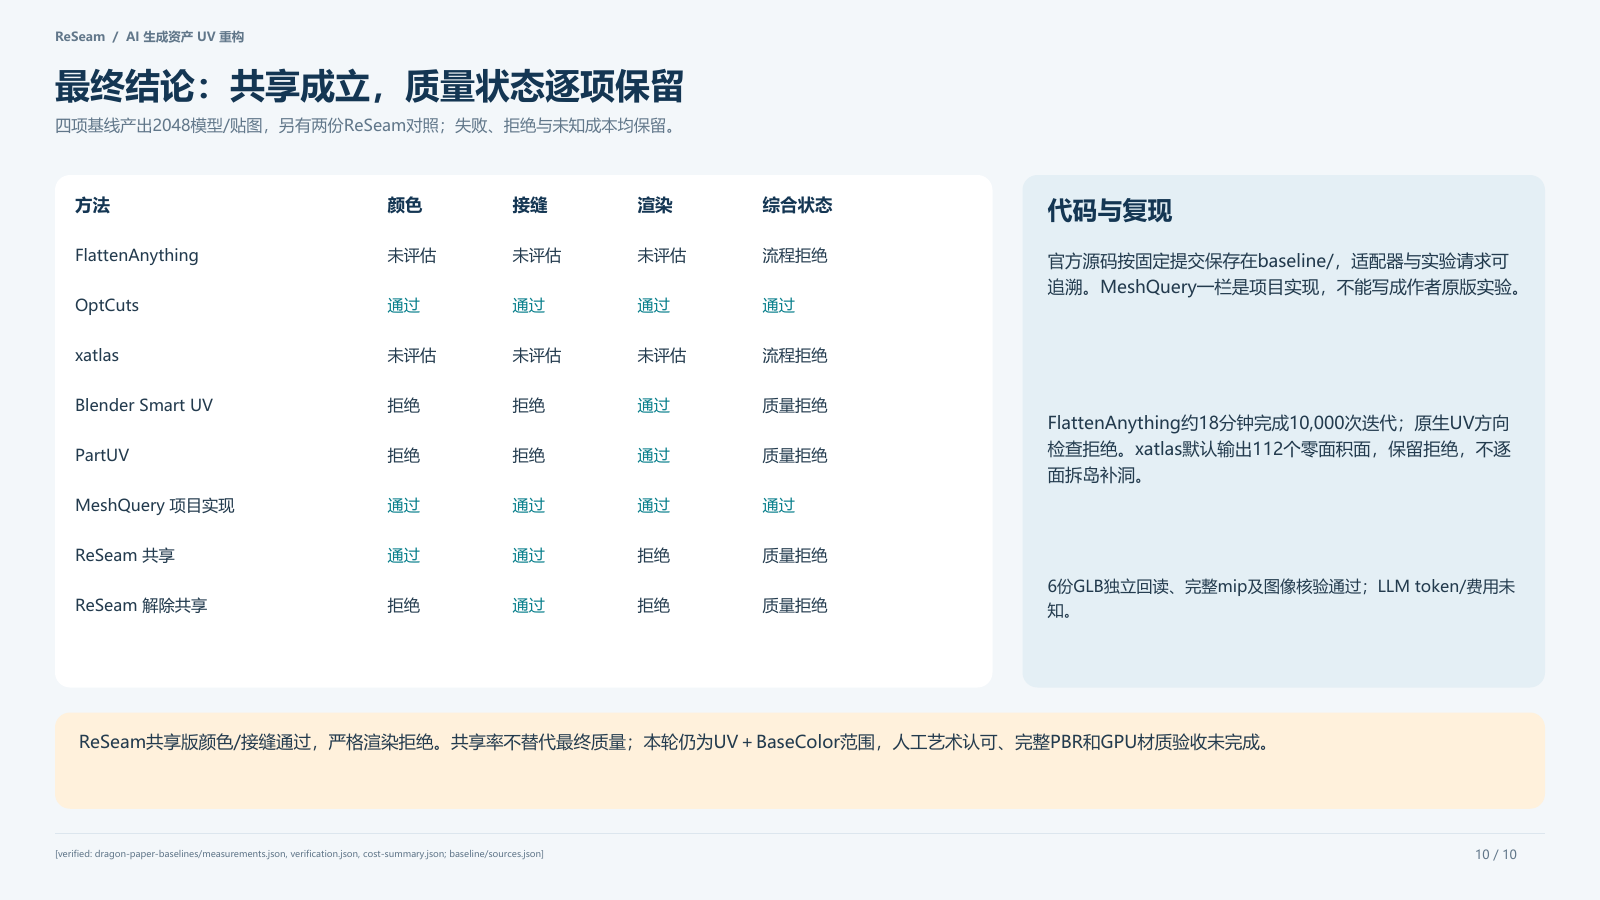 ReSeam / AI 生成资产 UV 重构
最终结论：共享成立，质量状态逐项保留
四项基线产出2048模型/贴图，另有两份ReSeam对照；失败、拒绝与未知成本均保留。
方法 颜色 接缝 渲染 综合状态
FlattenAnything 未评估 未评估 未评估 流程拒绝
OptCuts 通过 通过 通过 通过
xatlas 未评估 未评估 未评估 流程拒绝
Blender Smart UV 拒绝 拒绝 通过 质量拒绝
PartUV 拒绝 拒绝 通过 质量拒绝
MeshQuery 项目实现 通过 通过 通过 通过
ReSeam 共享 通过 通过 拒绝 质量拒绝
ReSeam 解除共享 拒绝 通过 拒绝 质量拒绝
代码与复现
官方源码按固定提交保存在baseline/，适配器与实验请求可
追溯。MeshQuery一栏是项目实现，不能写成作者原版实验。
FlattenAnything约18分钟完成10,000次迭代；原生UV方向
检查拒绝。xatlas默认输出112个零面积面，保留拒绝，不逐
面拆岛补洞。
6份GLB独立回读、完整mip及图像核验通过；LLM token/费用未
知。
ReSeam共享版颜色/接缝通过，严格渲染拒绝。共享率不替代最终质量；本轮仍为UV + BaseColor范围，人工艺术认可、完整PBR和GPU材质验收未完成。
[verified: dragon-paper-baselines/measurements.json, verification.json, cost-summary.json; baseline/sources.json]
10 / 10